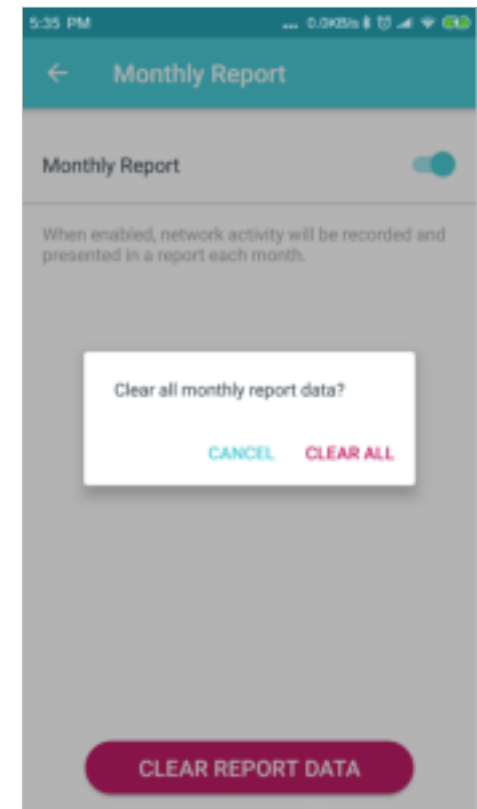 5:35 PM ... 0.0KB/s
Monthly Report
Monthly Report
When enabled, network activity will be recorded and
presented in a report each month.
Clear all monthly report data?
CANCEL CLEAR ALL
CLEAR REPORT DATA